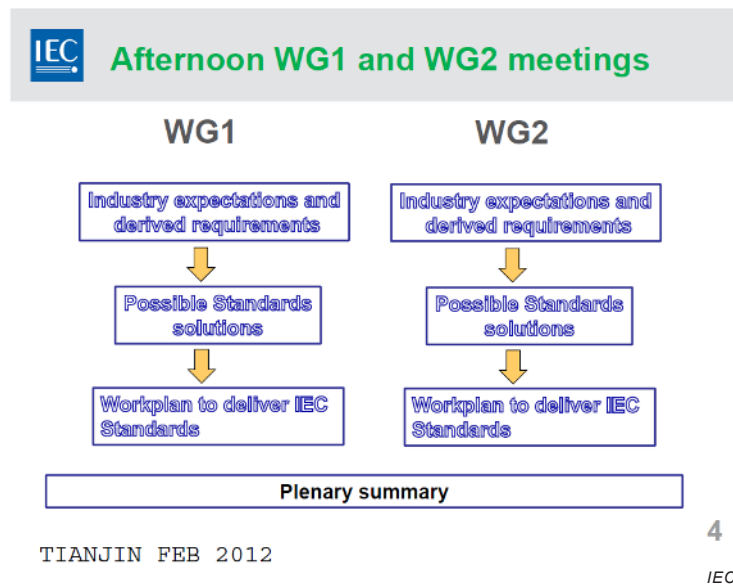 IEC
Afternoon WG1 and WG2 meetings
WG1
WG2
Industry expectations and
derived requirements
Industry expectations and
derived requirements
Possible Standards
solutions
Possible Standards
solutions
Workplan to deliver IEC
Standards
Workplan to deliver IEC
Standards
Plenary summary
4
TIANJIN FEB 2012
IEC